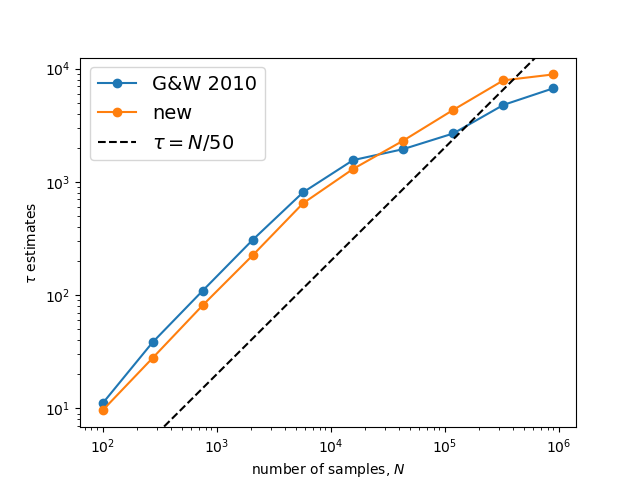 G&W 2010
new
τ = N/50
τ estimates
10⁴
10³
10²
10¹
10²
10³
10⁴
10⁵
10⁶
number of samples, N